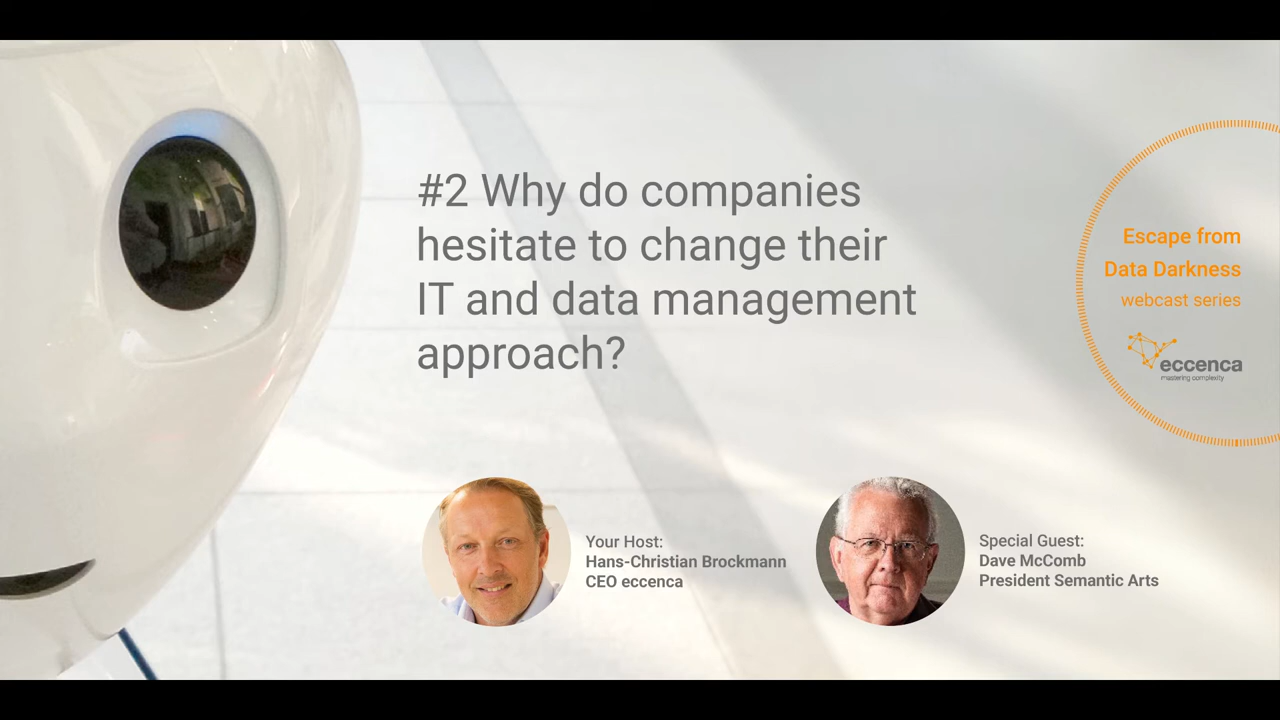 #2 Why do companies
hesitate to change their
IT and data management
approach?
Escape from
Data Darkness
webcast series
eccenca
mastering complexity
Your Host:
Hans-Christian Brockmann
CEO eccenca
Special Guest:
Dave McComb
President Semantic Arts